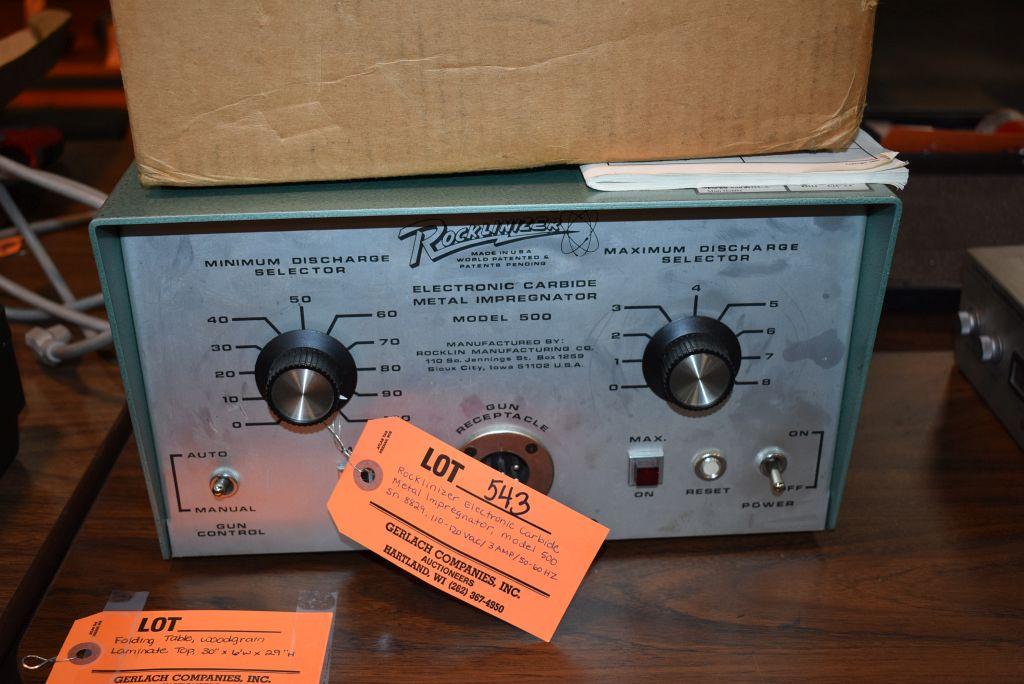 ROCKLINIZER
MADE IN U.S.A.
WORLD PATENTED &
PATENTS PENDING
MINIMUM DISCHARGE
SELECTOR
MAXIMUM DISCHARGE
SELECTOR
ELECTRONIC CARBIDE
METAL IMPREGNATOR
MODEL 500
MANUFACTURED BY:
ROCKLIN MANUFACTURING CO.
110 So. Jennings St. Box 1259
Sioux City, Iowa 51102 U.S.A.
50
40 60
30 70
20 80
10 90
0
4
3 5
2 6
1 7
0 8
GUN
RECEPTACLE
AUTO
MANUAL
GUN
CONTROL
MAX.
ON
RESET
ON
OFF
POWER
LOT 543
Rocklinizer Electronic Carbide
Metal Impregnator, model 500
sn 8829, 110-120 vac/3 AMP/50-60 HZ
GERLACH COMPANIES, INC.
AUCTIONEERS
HARTLAND, WI (262) 367-4950
LOT
Folding Table, woodgrain
Laminate Top, 30" x 6'w x 29"H
GERLACH COMPANIES, INC.